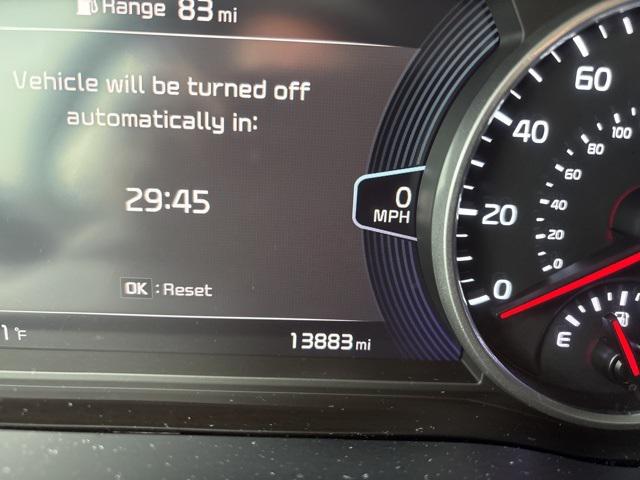 Range 83 mi
Vehicle will be turned off
automatically in:
29:45
OK : Reset
1°F
13883 mi
0
MPH
60
40
20
0
100
80
60
40
20
0
E